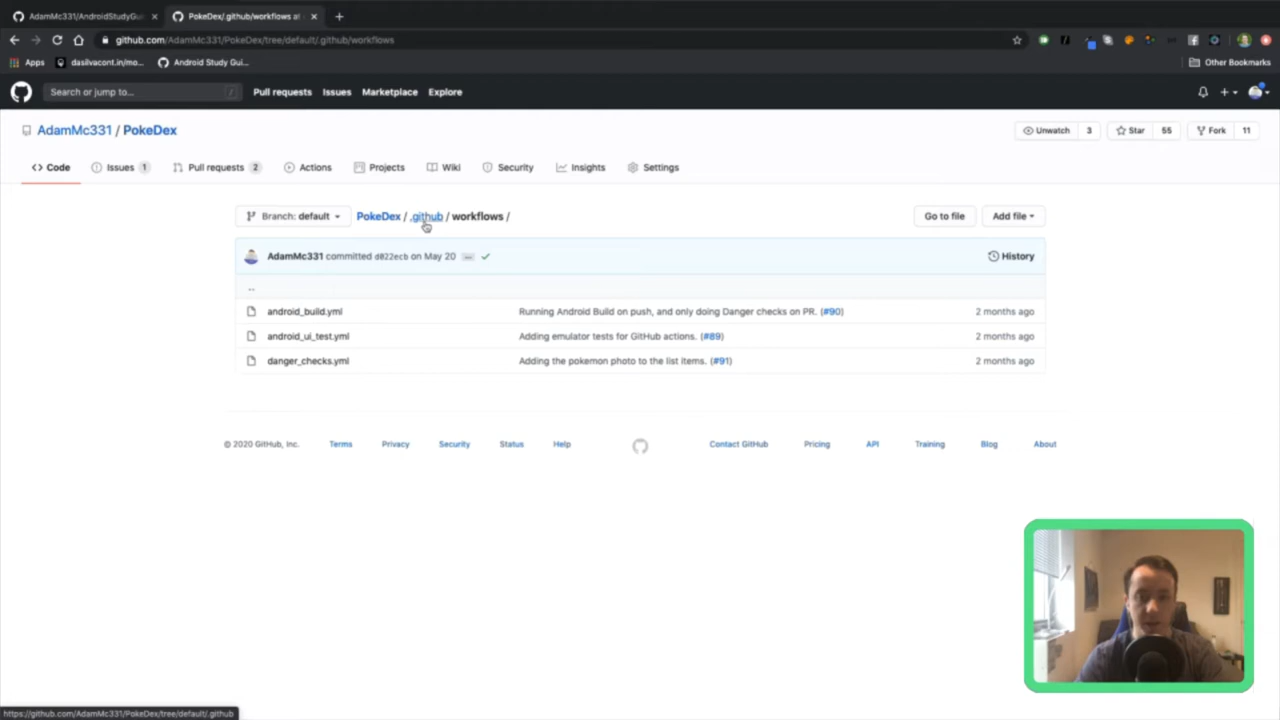 AdamMc331/AndroidStudyGui
PokeDex/.github/workflows at
github.com/AdamMc331/PokeDex/tree/default/.github/workflows
Apps
dasilvacont.in/mo...
Android Study Gui...
Other Bookmarks
Search or jump to...
/
Pull requests
Issues
Marketplace
Explore
AdamMc331 / PokeDex
Unwatch 3
Star 55
Fork 11
Code
Issues 1
Pull requests 2
Actions
Projects
Wiki
Security
Insights
Settings
Branch: default
PokeDex / .github / workflows /
Go to file
Add file
AdamMc331 committed d822ecb on May 20
History
..
android_build.yml
Running Android Build on push, and only doing Danger checks on PR. (#90)
2 months ago
android_ui_test.yml
Adding emulator tests for GitHub actions. (#89)
2 months ago
danger_checks.yml
Adding the pokemon photo to the list items. (#91)
2 months ago
© 2020 GitHub, Inc.
Terms
Privacy
Security
Status
Help
Contact GitHub
Pricing
API
Training
Blog
About
https://github.com/AdamMc331/PokeDex/tree/default/.github